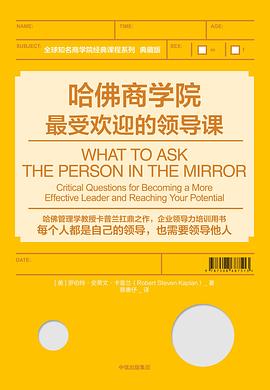 NAME:
SUBJECT: 全球知名商学院经典课程系列 典藏版
SEX:
哈佛商学院
最受欢迎的领导课
WHAT TO ASK
THE PERSON IN THE MIRROR
Critical Questions for Becoming a More
Effective Leader and Reaching Your Potential
哈佛管理学教授卡普兰扛鼎之作，企业领导力培训用书
每个人都是自己的领导，也需要领导他人
DATE:
[美] 罗伯特·史蒂文·卡普兰（Robert Steven Kaplan） 著
中信出版集团